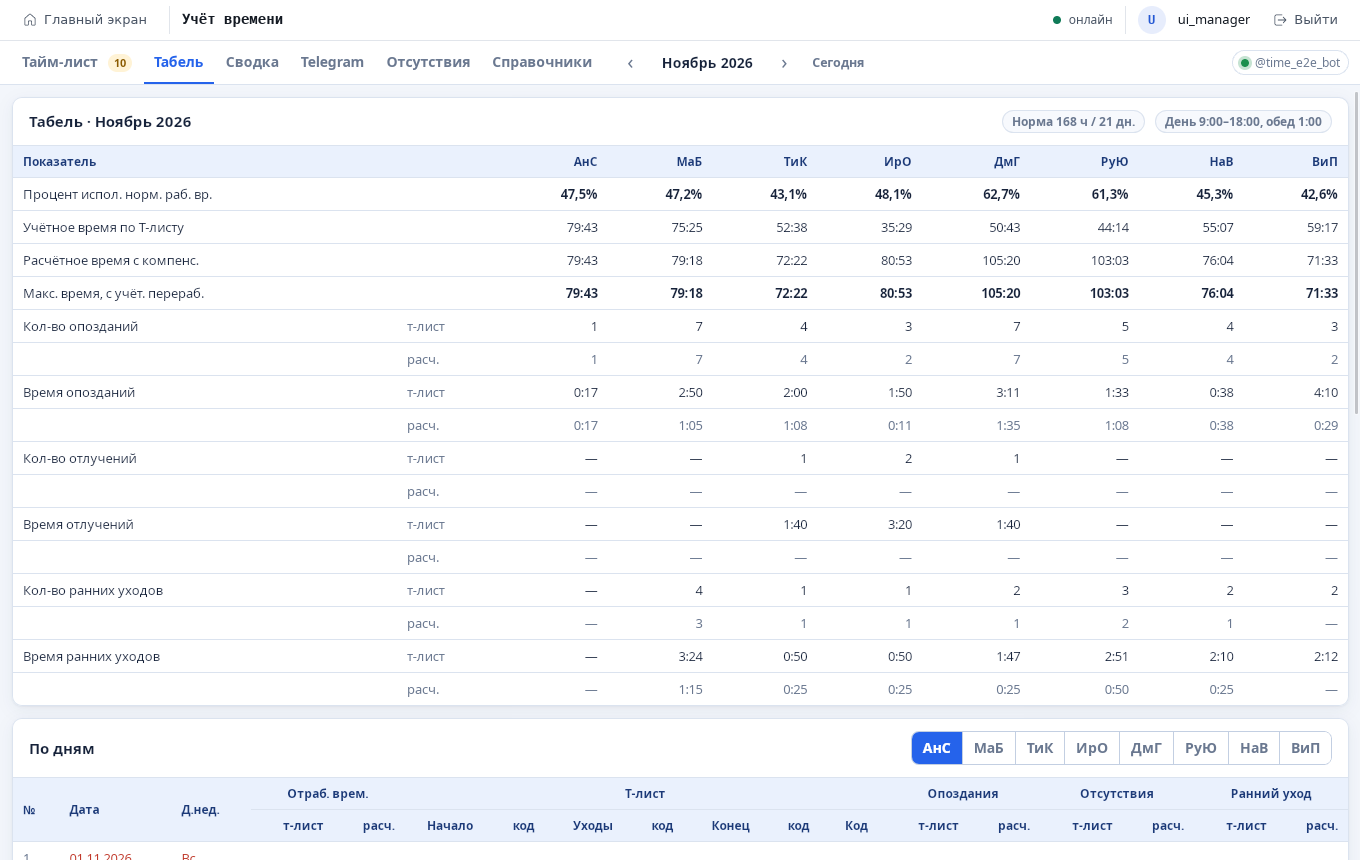 Главный экран Учёт времени онлайн U ui_manager Выйти
Тайм-лист 10 Табель Сводка Telegram Отсутствия Справочники ‹ Ноябрь 2026 › Сегодня @time_e2e_bot
Табель · Ноябрь 2026 Норма 168 ч / 21 дн. День 9:00–18:00, обед 1:00
Показатель АнС МаБ ТиК ИрО ДмГ РуЮ НаВ ВиП
Процент испол. норм. раб. вр. 47,5% 47,2% 43,1% 48,1% 62,7% 61,3% 45,3% 42,6%
Учётное время по Т-листу 79:43 75:25 52:38 35:29 50:43 44:14 55:07 59:17
Расчётное время с компенс. 79:43 79:18 72:22 80:53 105:20 103:03 76:04 71:33
Макс. время, с учёт. перераб. 79:43 79:18 72:22 80:53 105:20 103:03 76:04 71:33
Кол-во опозданий т-лист 1 7 4 3 7 5 4 3
расч. 1 7 4 2 7 5 4 2
Время опозданий т-лист 0:17 2:50 2:00 1:50 3:11 1:33 0:38 4:10
расч. 0:17 1:05 1:08 0:11 1:35 1:08 0:38 0:29
Кол-во отлучений т-лист — — 1 2 1 — — —
расч. — — — — — — — —
Время отлучений т-лист — — 1:40 3:20 1:40 — — —
расч. — — — — — — — —
Кол-во ранних уходов т-лист — 4 1 1 2 3 2 2
расч. — 3 1 1 1 2 1 —
Время ранних уходов т-лист — 3:24 0:50 0:50 1:47 2:51 2:10 2:12
расч. — 1:15 0:25 0:25 0:25 0:50 0:25 —
По дням АнС МаБ ТиК ИрО ДмГ РуЮ НаВ ВиП
№ Дата Д.нед. Отраб. врем. Т-лист Опоздания Отсутствия Ранний уход
т-лист расч. Начало код Уходы код Конец код Код т-лист расч. т-лист расч. т-лист расч.
1 01.11.2026 Вс